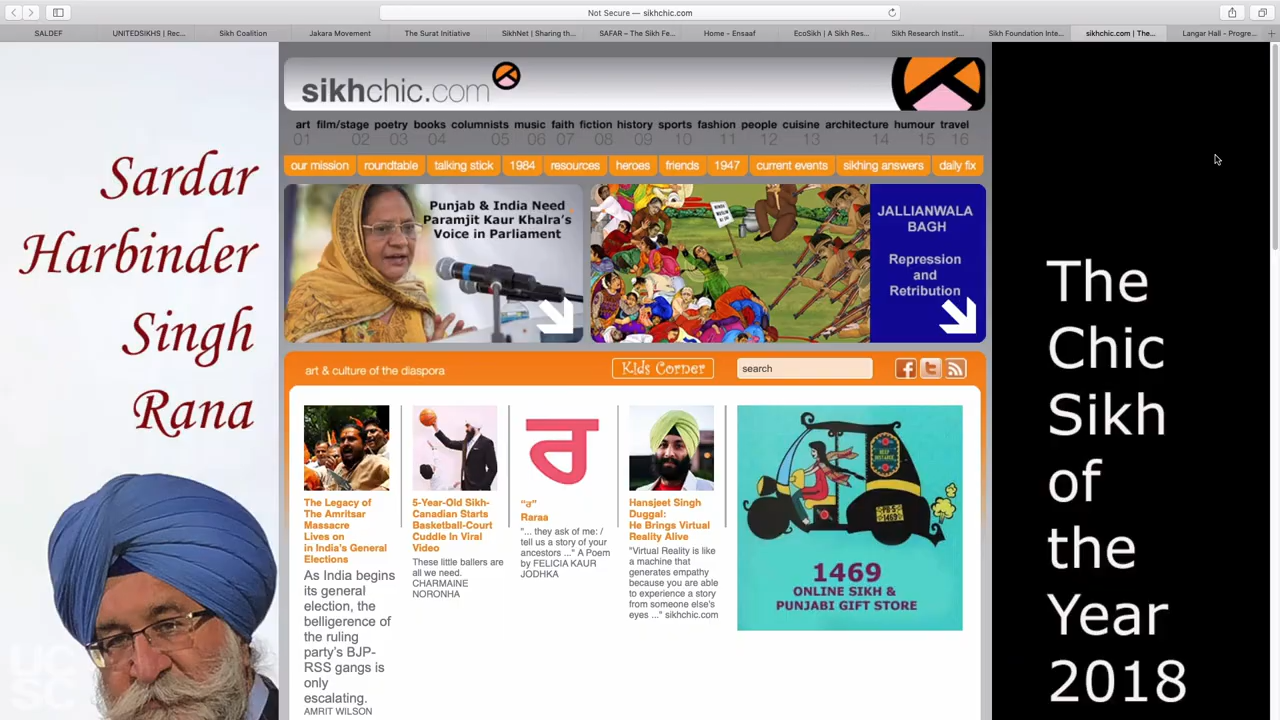 Not Secure — sikhchic.com
SALDEF
UNITEDSIKHS | Rec...
Sikh Coalition
Jakara Movement
The Surat Initiative
SikhNet | Sharing th...
SAFAR – The Sikh Fe...
Home - Ensaaf
EcoSikh | A Sikh Res...
Sikh Research Instit...
Sikh Foundation Inte...
sikhchic.com | The...
Langar Hall - Progre...
sikhchic.com
art film/stage poetry books columnists music faith fiction history sports fashion people cuisine architecture humour travel
01 02 03 04 05 06 07 08 09 10 11 12 13 14 15 16
our mission roundtable talking stick 1984 resources heroes friends 1947 current events sikhing answers daily fix
Sardar
Harbinder
Singh
Rana
Punjab & India Need
Paramjit Kaur Khalra's
Voice in Parliament
JALLIANWALA
BAGH
Repression
and
Retribution
art & culture of the diaspora
Kids Corner
search
The Legacy of
The Amritsar
Massacre
Lives on
in India's General
Elections
As India begins
its general
election, the
belligerence of
the ruling
party's BJP-
RSS gangs is
only
escalating.
AMRIT WILSON
5-Year-Old Sikh-
Canadian Starts
Basketball-Court
Cuddle In Viral
Video
These little ballers are
all we need.
CHARMAINE
NORONHA
ਰ
"ਰ"
Raraa
"... they ask of me: /
tell us a story of your
ancestors ..." A Poem
by FELICIA KAUR
JODHKA
Hansjeet Singh
Duggal:
He Brings Virtual
Reality Alive
"Virtual Reality is like
a machine that
generates empathy
because you are able
to experience a story
from someone else's
eyes ..." sikhchic.com
1469
ONLINE SIKH &
PUNJABI GIFT STORE
The
Chic
Sikh
of
the
Year
2018
UC
SC